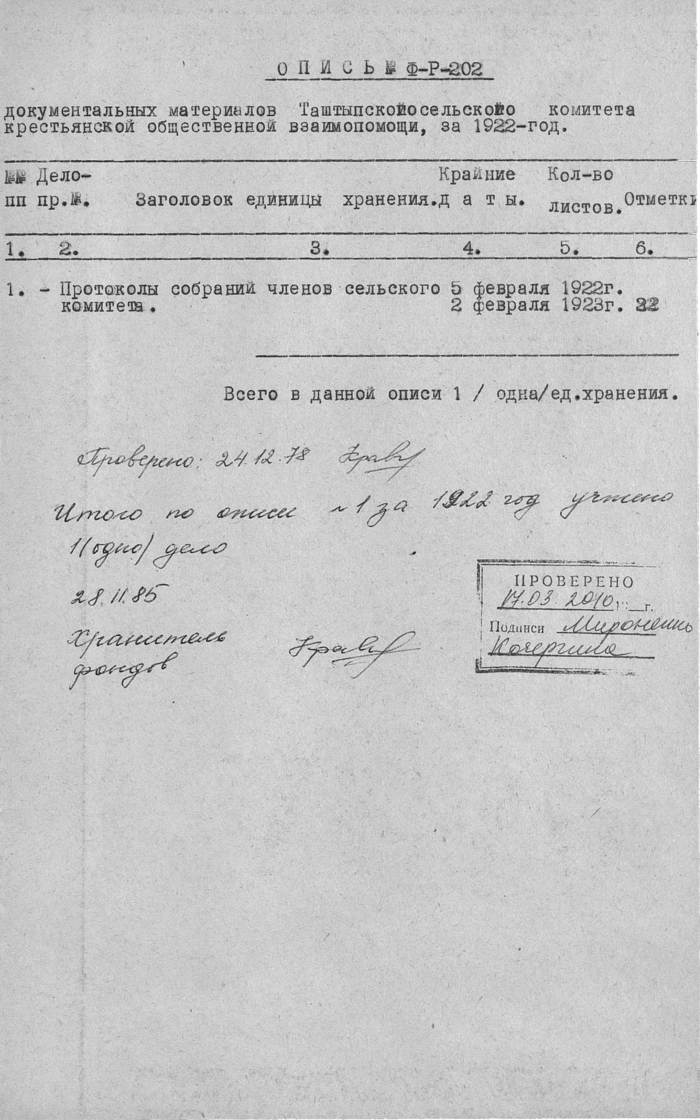 О П И С Ь № Ф-Р-202
документальных материалов Таштыпскойосельского комитета
крестьянской общественной взаимопомощи, за 1922-год.
№№ Дело- Крайние Кол-во
пп пр.№. Заголовок единицы хранения. д а т ы. листов. Отметки
1. 2. 3. 4. 5. 6.
1. - Протоколы собраний членов сельского 5 февраля 1922г.
комитета. 2 февраля 1923г. 32
Всего в данной описи 1 / одна/ед.хранения.
Проверено: 24.12.78
Итого по описи №1 за 1922 год учтено
1(одно) дело
28.11.85
Хранитель
фондов
ПРОВЕРЕНО
17.03 2010 г.
Подписи Мироненко
Кочергина